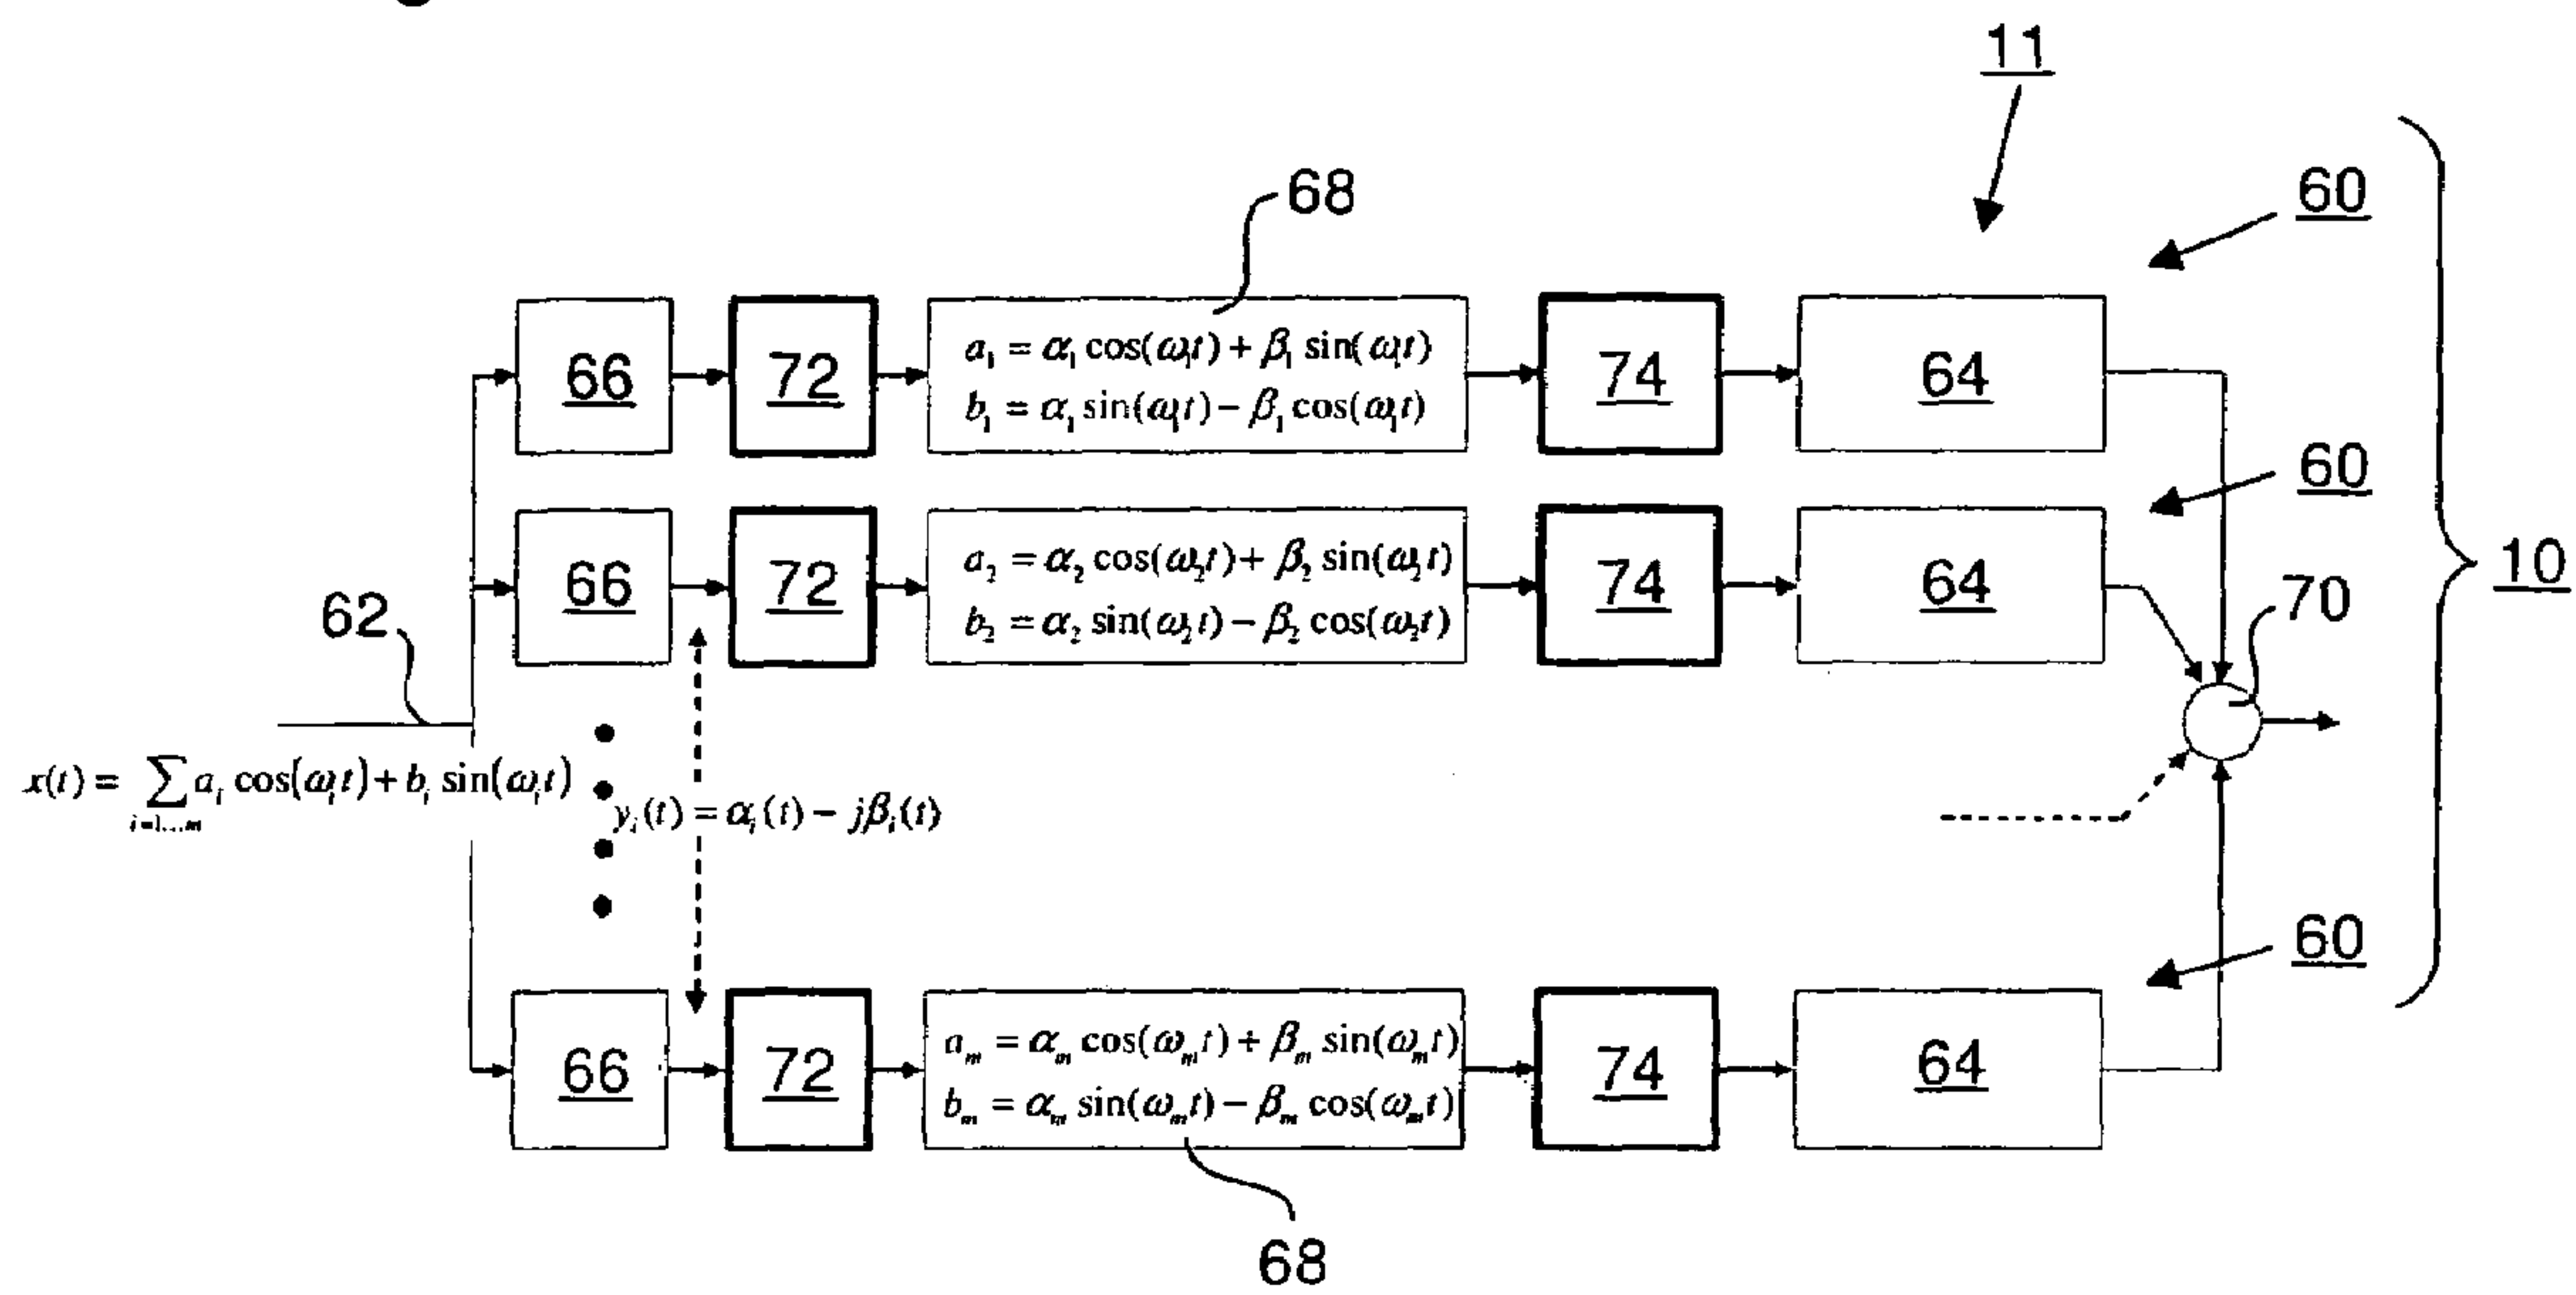 11
60
68
66
72
a₁ = α₁ cos(ω₁t) + β₁ sin(ω₁t)
b₁ = α₁ sin(ω₁t) − β₁ cos(ω₁t)
74
64
60
66
72
a₂ = α₂ cos(ω₂t) + β₂ sin(ω₂t)
b₂ = α₂ sin(ω₂t) − β₂ cos(ω₂t)
74
64
10
70
62
x(t) = ∑ aᵢ cos(ωᵢt) + bᵢ sin(ωᵢt)
i=1...m
yᵢ(t) = αᵢ(t) − jβᵢ(t)
60
66
72
aₘ = αₘ cos(ωₘt) + βₘ sin(ωₘt)
bₘ = αₘ sin(ωₘt) − βₘ cos(ωₘt)
74
64
68